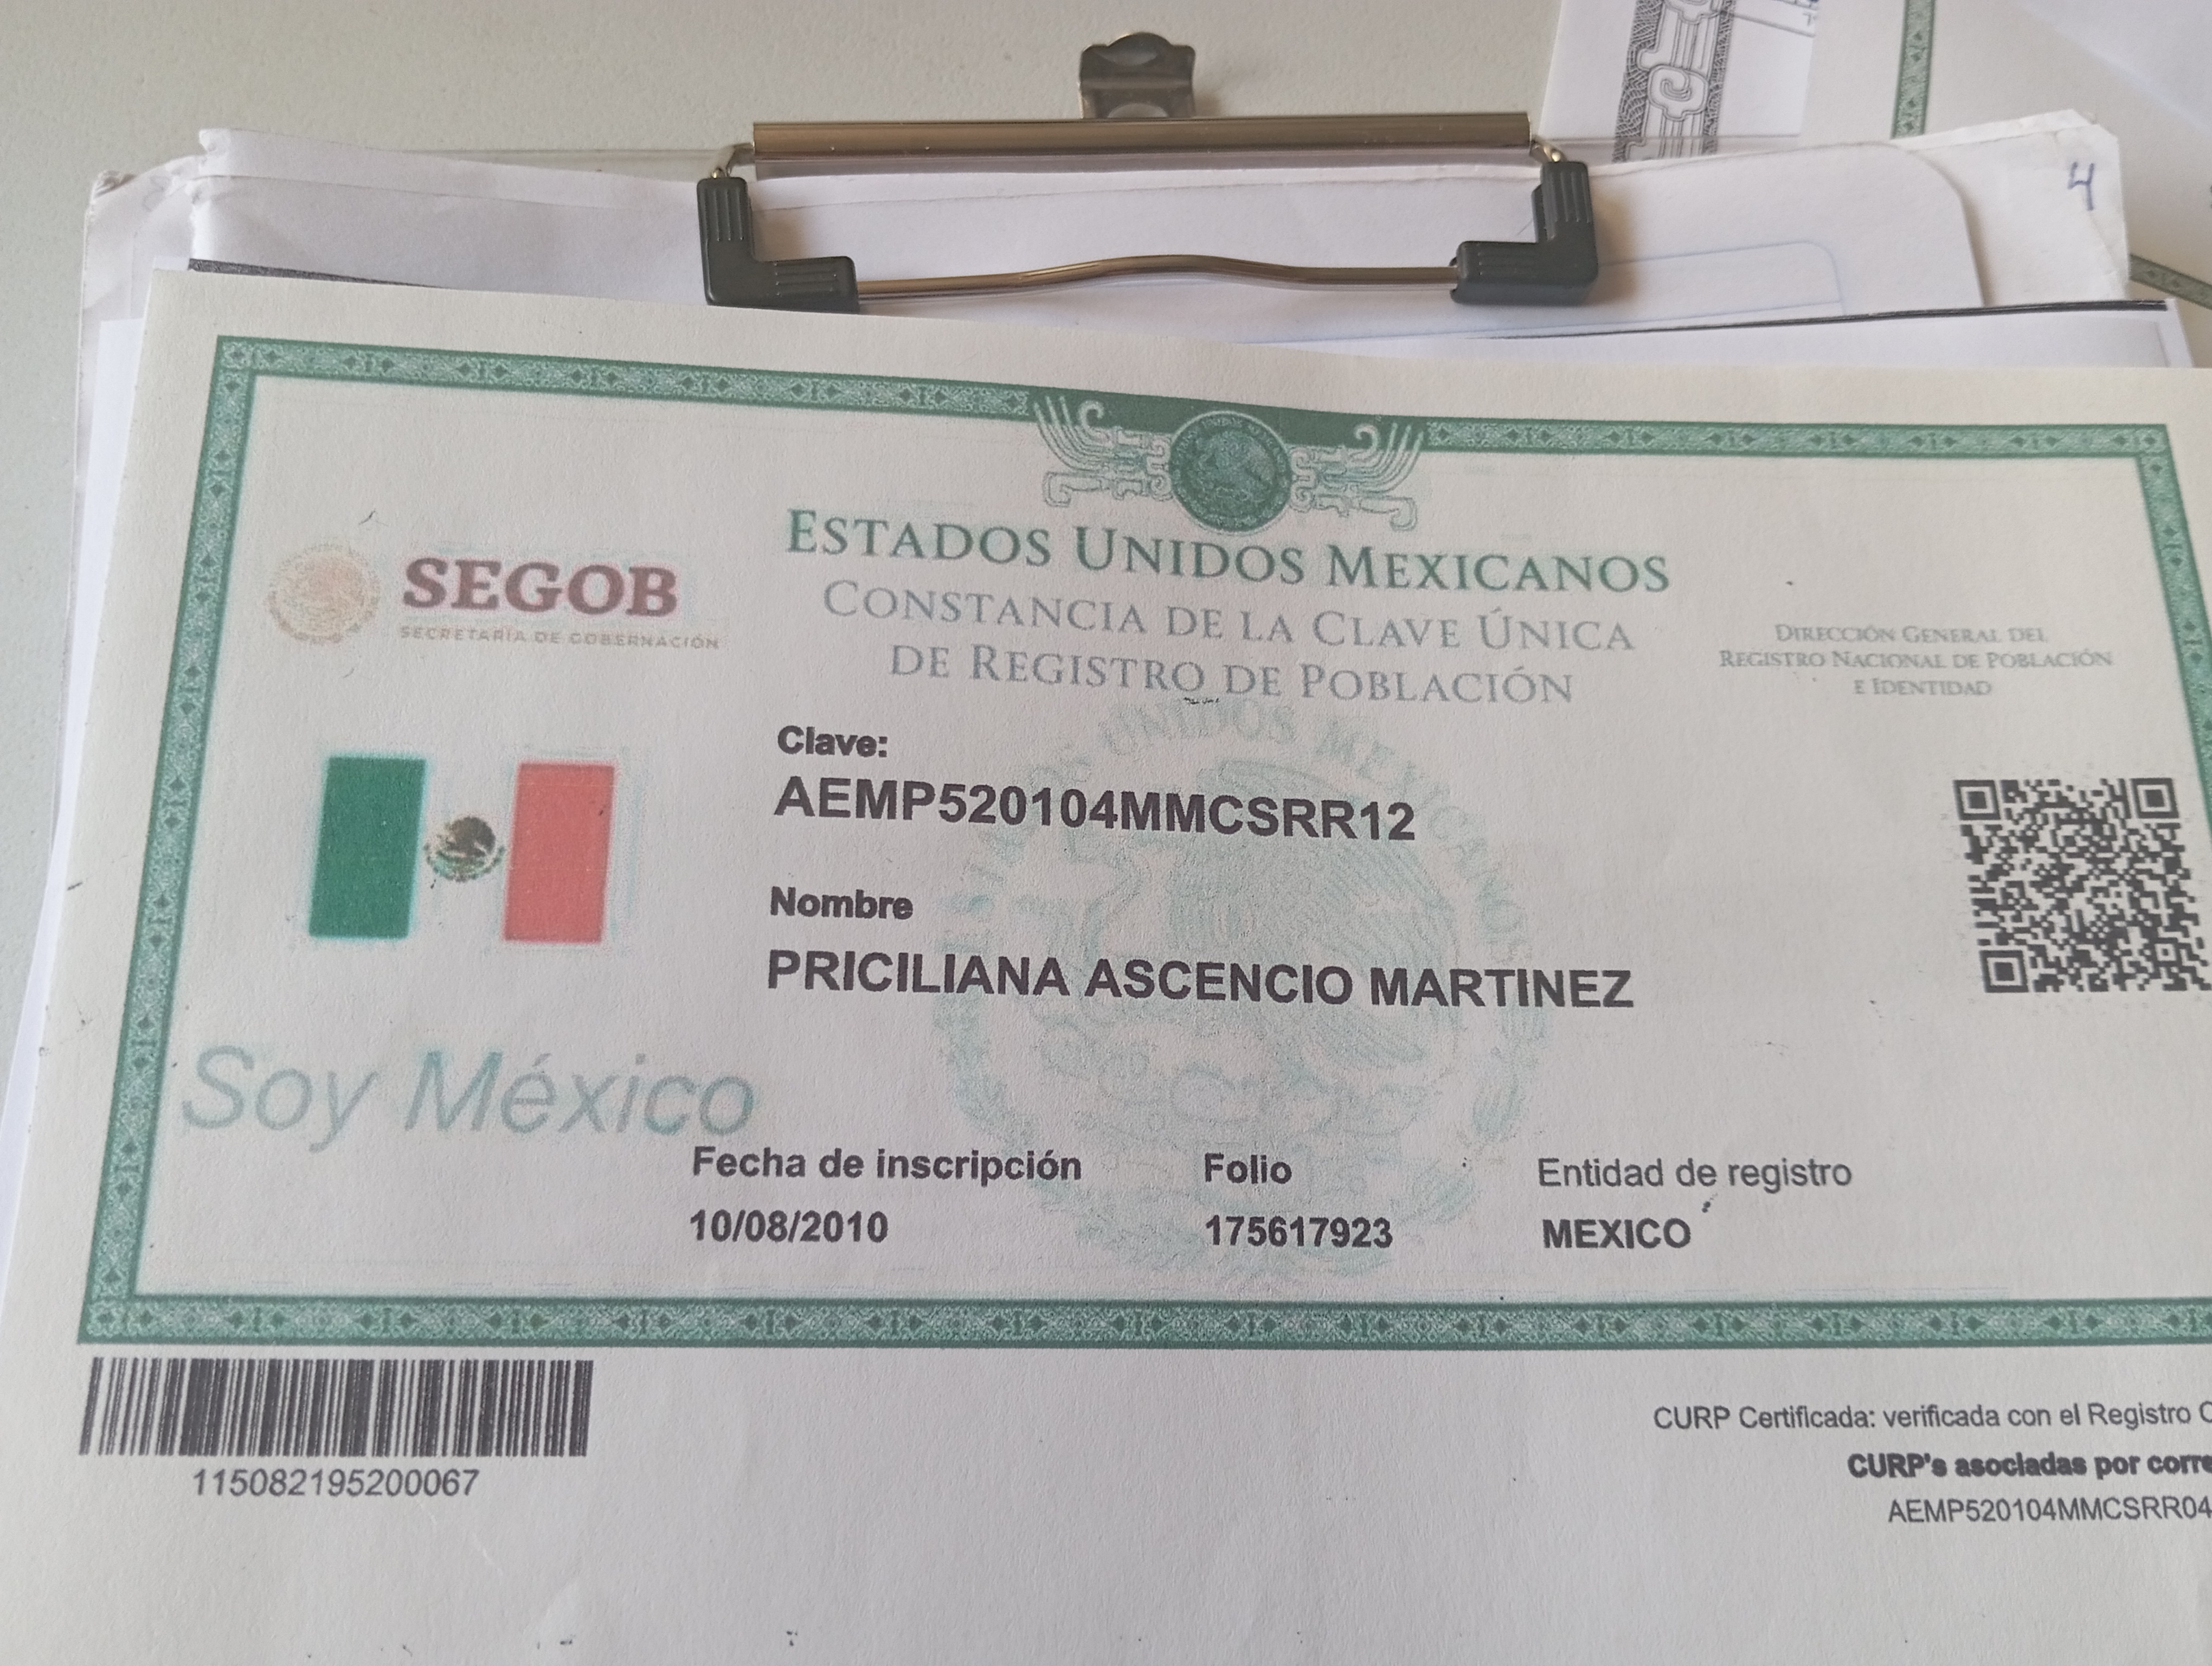 4
ESTADOS UNIDOS MEXICANOS
CONSTANCIA DE LA CLAVE ÚNICA
DE REGISTRO DE POBLACIÓN
SEGOB
SECRETARÍA DE GOBERNACIÓN
DIRECCIÓN GENERAL DEL
REGISTRO NACIONAL DE POBLACIÓN
E IDENTIDAD
Clave:
AEMP520104MMCSRR12
Nombre
PRICILIANA ASCENCIO MARTINEZ
Soy México
Fecha de inscripción
10/08/2010
Folio
175617923
Entidad de registro
MEXICO
115082195200067
CURP Certificada: verificada con el Registro C
CURP's asociadas por corre
AEMP520104MMCSRR04